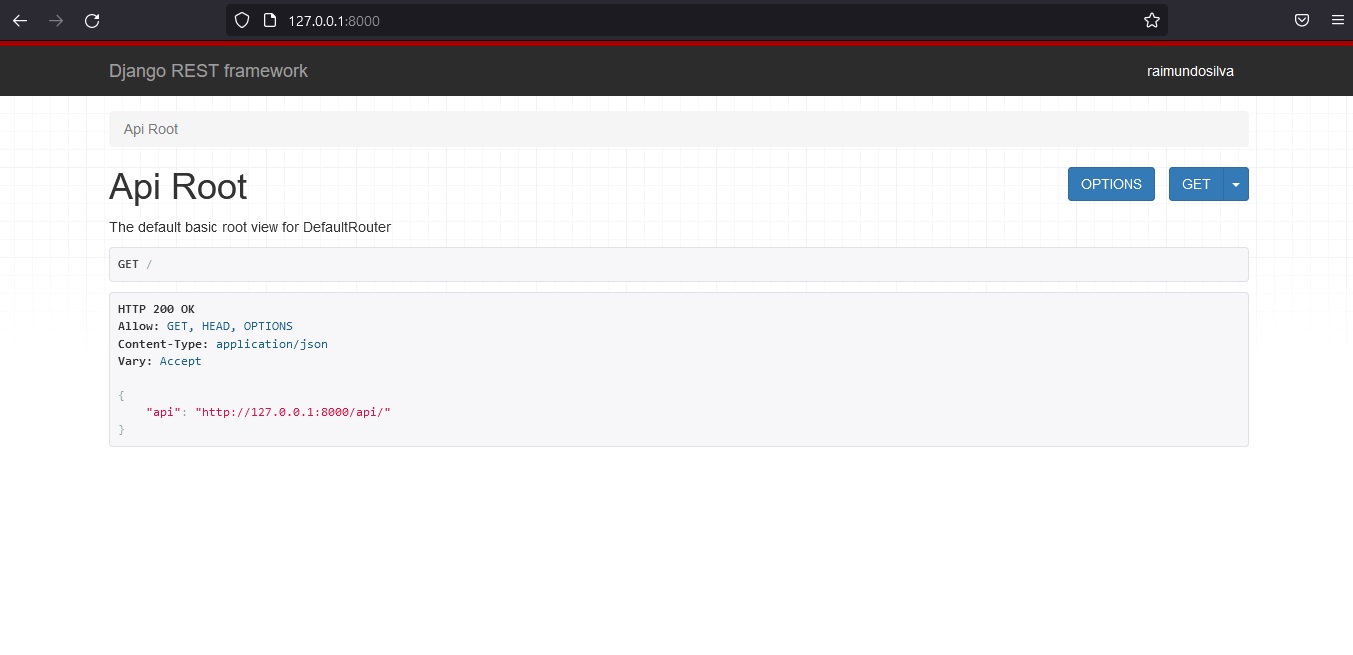 127.0.0.1:8000
Django REST framework
raimundosilva
Api Root
Api Root
OPTIONS
GET
The default basic root view for DefaultRouter
GET /
HTTP 200 OK
Allow: GET, HEAD, OPTIONS
Content-Type: application/json
Vary: Accept
{
    "api": "http://127.0.0.1:8000/api/"
}